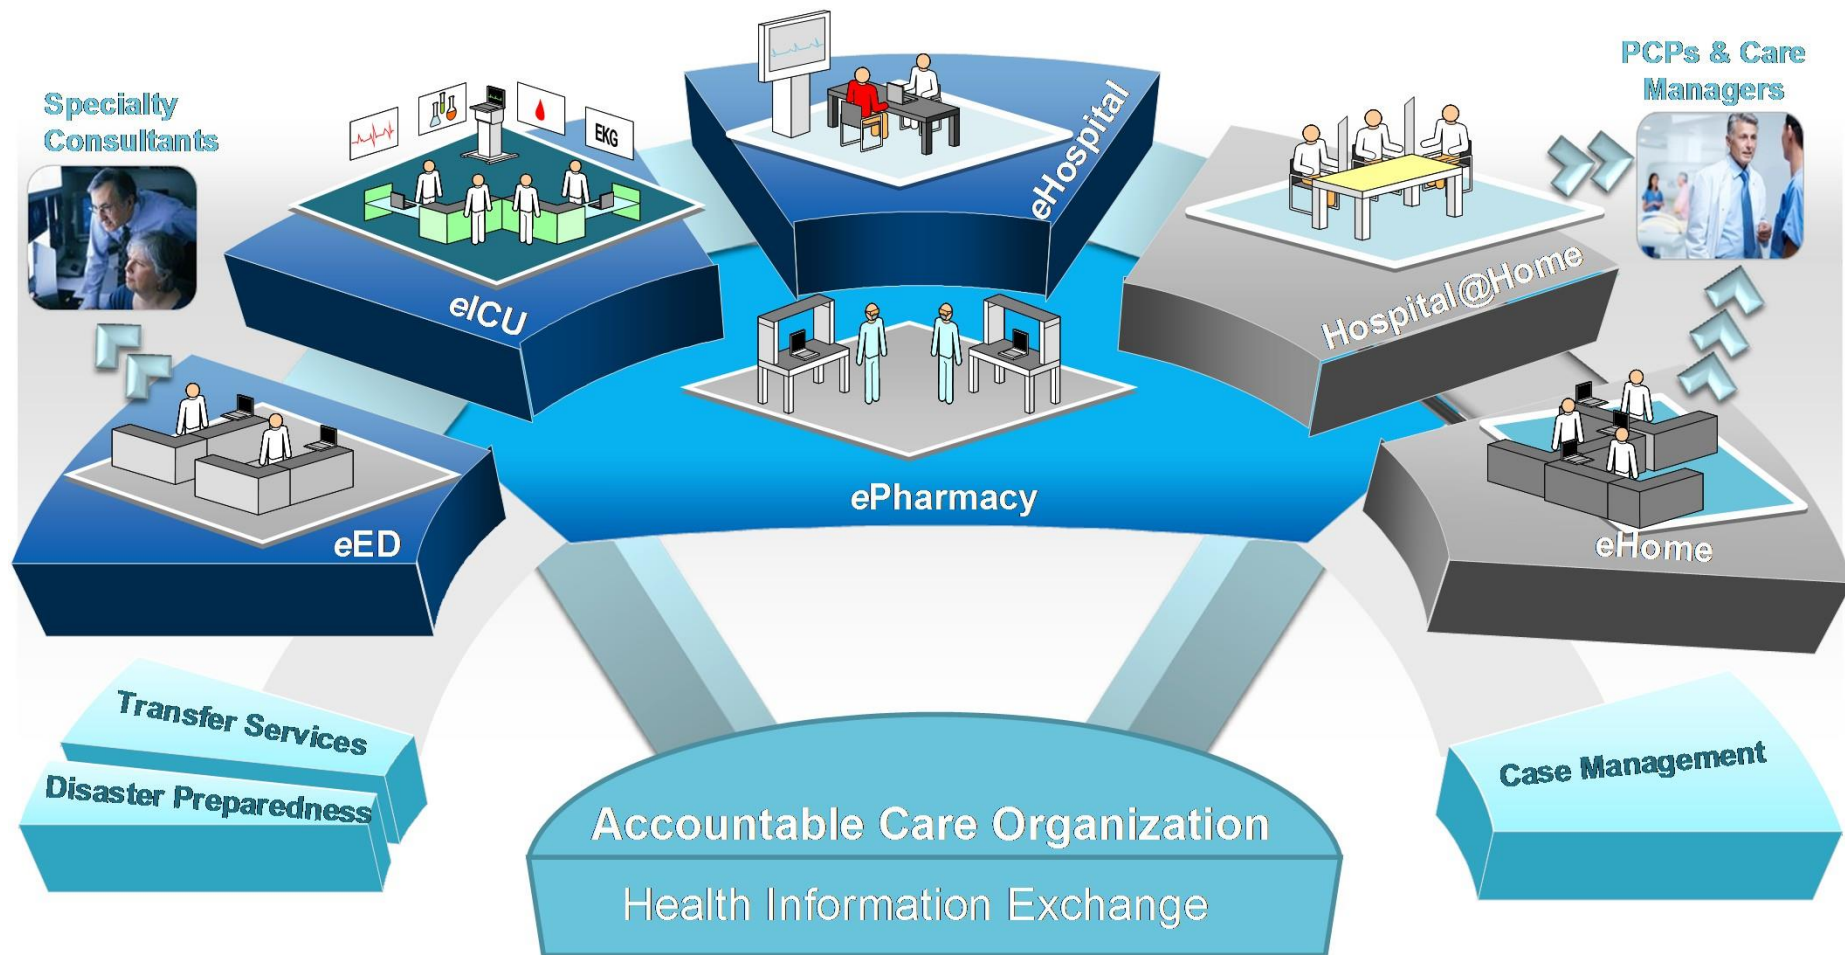 Specialty
Consultants
EKG
eICU
eHospital
PCPs & Care
Managers
Hospital@Home
eED
ePharmacy
eHome
Transfer Services
Disaster Preparedness
Case Management
Accountable Care Organization
Health Information Exchange